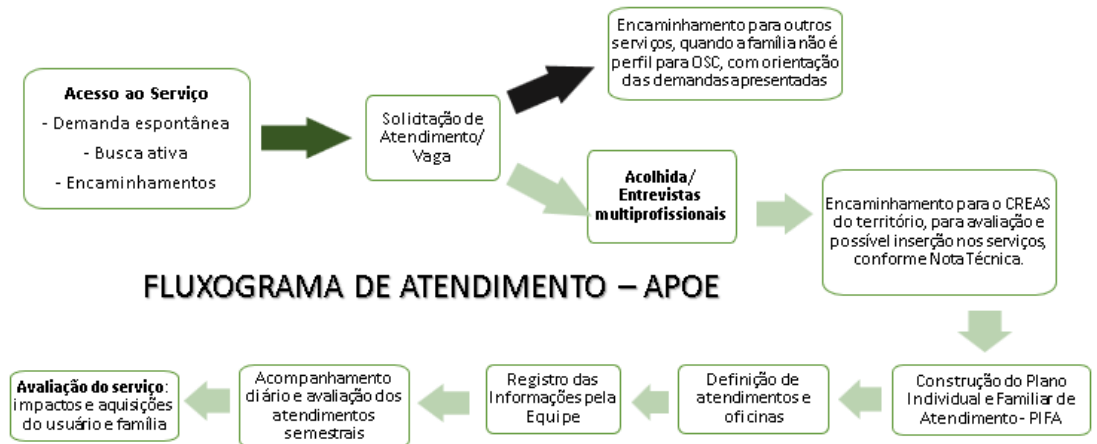 Encaminhamento para outros
serviços, quando a família não é
perfil para OSC, com orientação
das demandas apresentadas
Acesso ao Serviço
- Demanda espontânea
- Busca ativa
- Encaminhamentos
Solicitação de
Atendimento/
Vaga
Acolhida/
Entrevistas
multiprofissionais
Encaminhamento para o CREAS
do território, para avaliação e
possível inserção nos serviços,
conforme Nota Técnica.
FLUXOGRAMA DE ATENDIMENTO – APOE
Construção do Plano
Individual e Familiar de
Atendimento- PIFA
Definição de
atendimentos e
oficinas
Registro das
Informações pela
Equipe
Acompanhamento
diário e avaliação dos
atendimentos
semestrais
Avaliação do serviço:
impactos e aquisições
do usuário e família